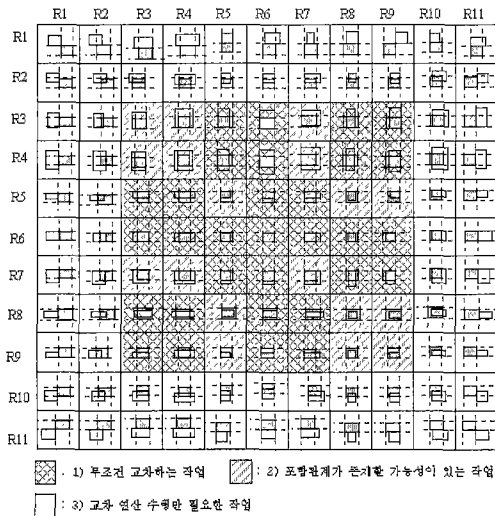 R1 R2 R3 R4 R5 R6 R7 R8 R9 R10 R11
R1
R2
R3
R4
R5
R6
R7
R8
R9
R10
R11
: 1) 무조건 교차하는 작업
: 2) 포함관계가 존재할 가능성이 있는 작업
: 3) 교차 연산 수행만 필요한 작업